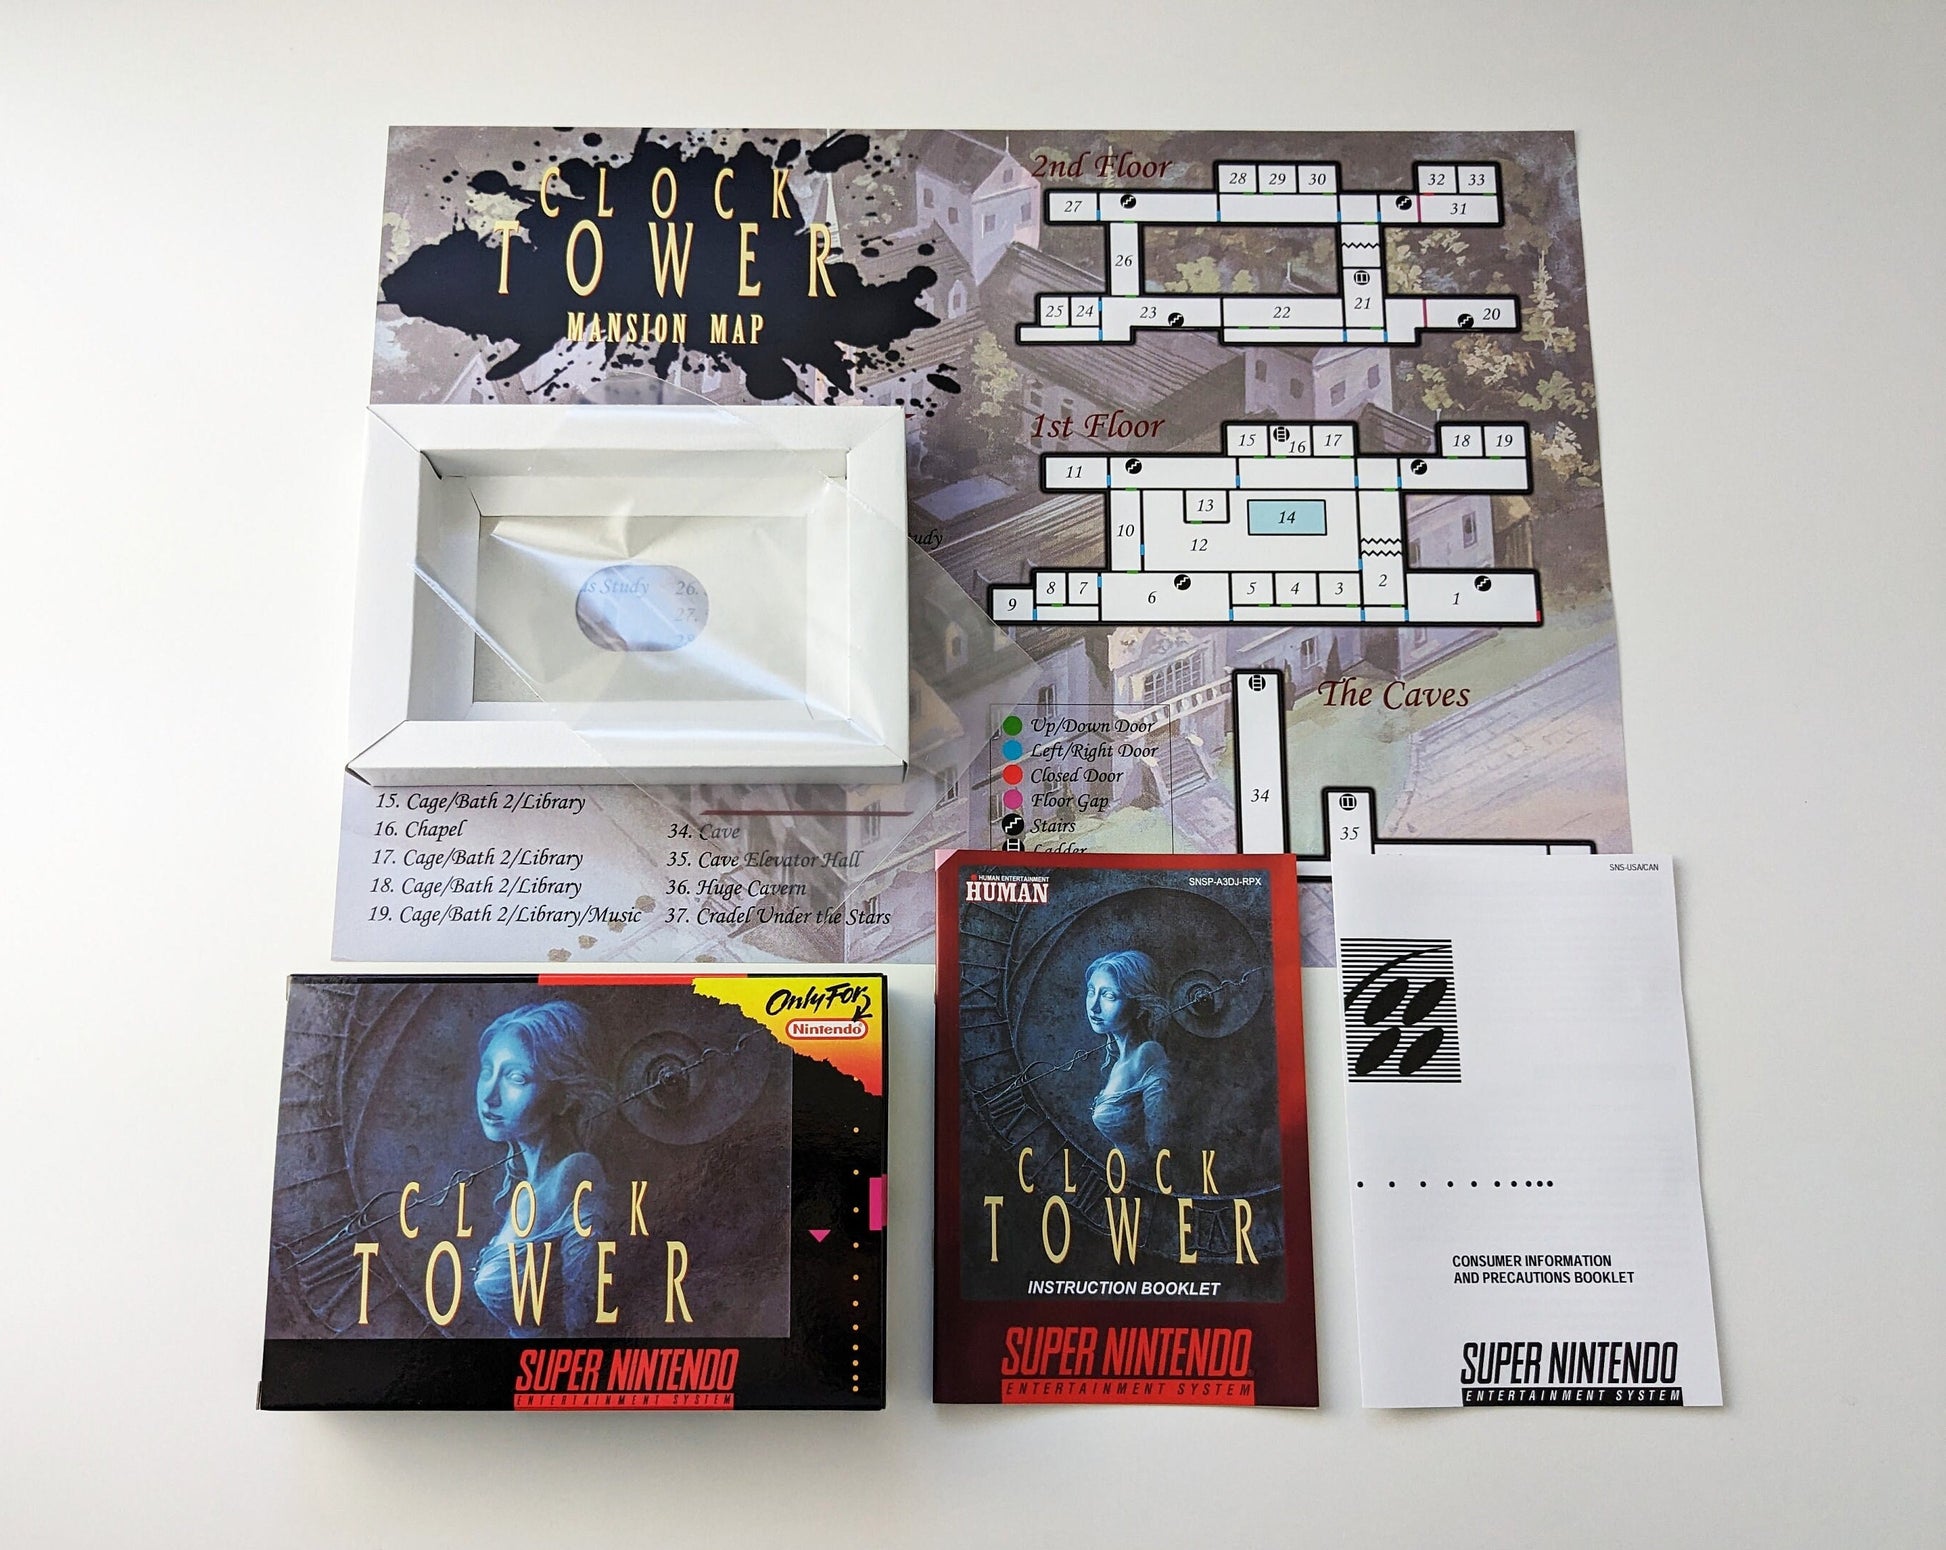 CLOCK
TOWER
MANSION MAP
2nd Floor
28 29 30
32 33
27
31
26
25 24 23 22 21 20
1st Floor
15 16 17
18 19
11
13 14
10
12
9 8 7 6 5 4 3 2 1
The Caves
34
35
Up/Down Door
Left/Right Door
Closed Door
Floor Gap
Stairs
Ladder
Study
26.
27.
28
15. Cage/Bath 2/Library
16. Chapel
17. Cage/Bath 2/Library
18. Cage/Bath 2/Library
19. Cage/Bath 2/Library/Music
34. Cave
35. Cave Elevator Hall
36. Huge Cavern
37. Cradel Under the Stars
Only For
Nintendo
CLOCK
TOWER
SUPER NINTENDO
ENTERTAINMENT SYSTEM
HUMAN ENTERTAINMENT
HUMAN
SNSP-A3DJ-RPX
CLOCK
TOWER
INSTRUCTION BOOKLET
SUPER NINTENDO
ENTERTAINMENT SYSTEM
SNS-USA/CAN
CONSUMER INFORMATION
AND PRECAUTIONS BOOKLET
SUPER NINTENDO
ENTERTAINMENT SYSTEM